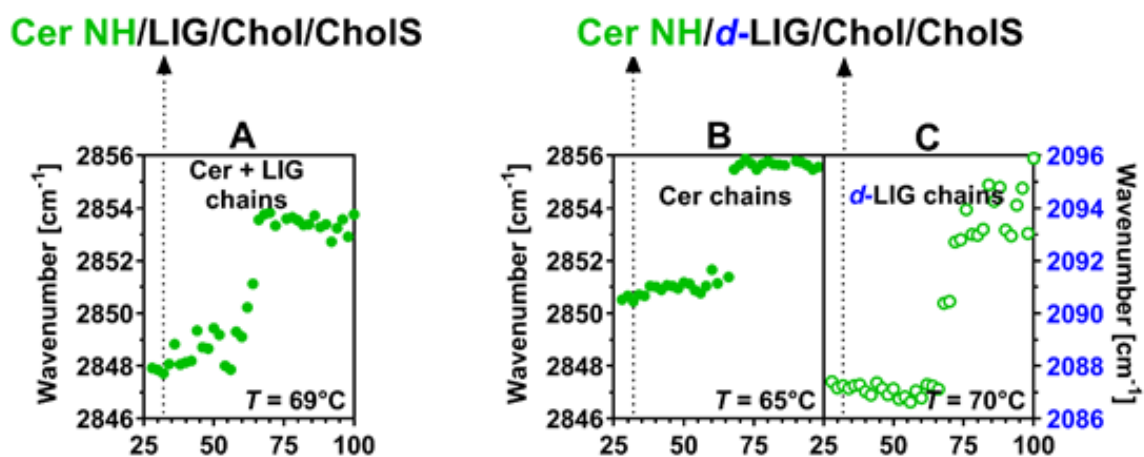 Cer NH/LIG/Chol/CholS
Cer NH/d-LIG/Chol/CholS
A
B
C
Wavenumber [cm-1]
2856
2854
2852
2850
2848
2846
Cer + LIG
chains
T = 69°C
25
50
75
100
Wavenumber [cm-1]
2856
2854
2852
2850
2848
2846
Cer chains
T = 65°C
25
50
75
25
d-LIG chains
T = 70°C
50
75
100
2096
2094
2092
2090
2088
2086
Wavenumber [cm-1]